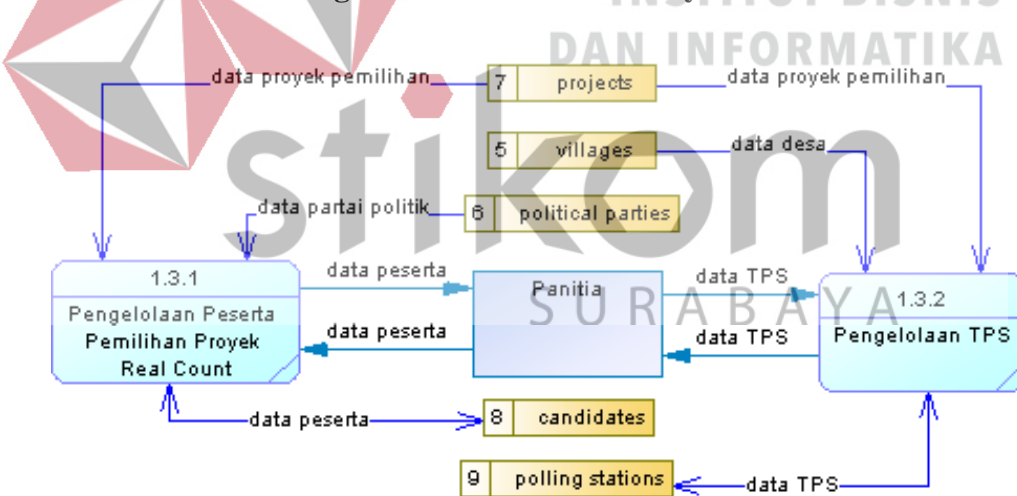 INSTITUT BISNIS
DAN INFORMATIKA
stikom
SURABAYA
data proyek pemilihan
7 projects
data proyek pemilihan
5 villages
data desa
data partai politik
6 political parties
1.3.1
Pengelolaan Peserta
Pemilihan Proyek
Real Count
data peserta
data peserta
Panitia
data TPS
data TPS
1.3.2
Pengelolaan TPS
data peserta
8 candidates
9 polling stations
data TPS